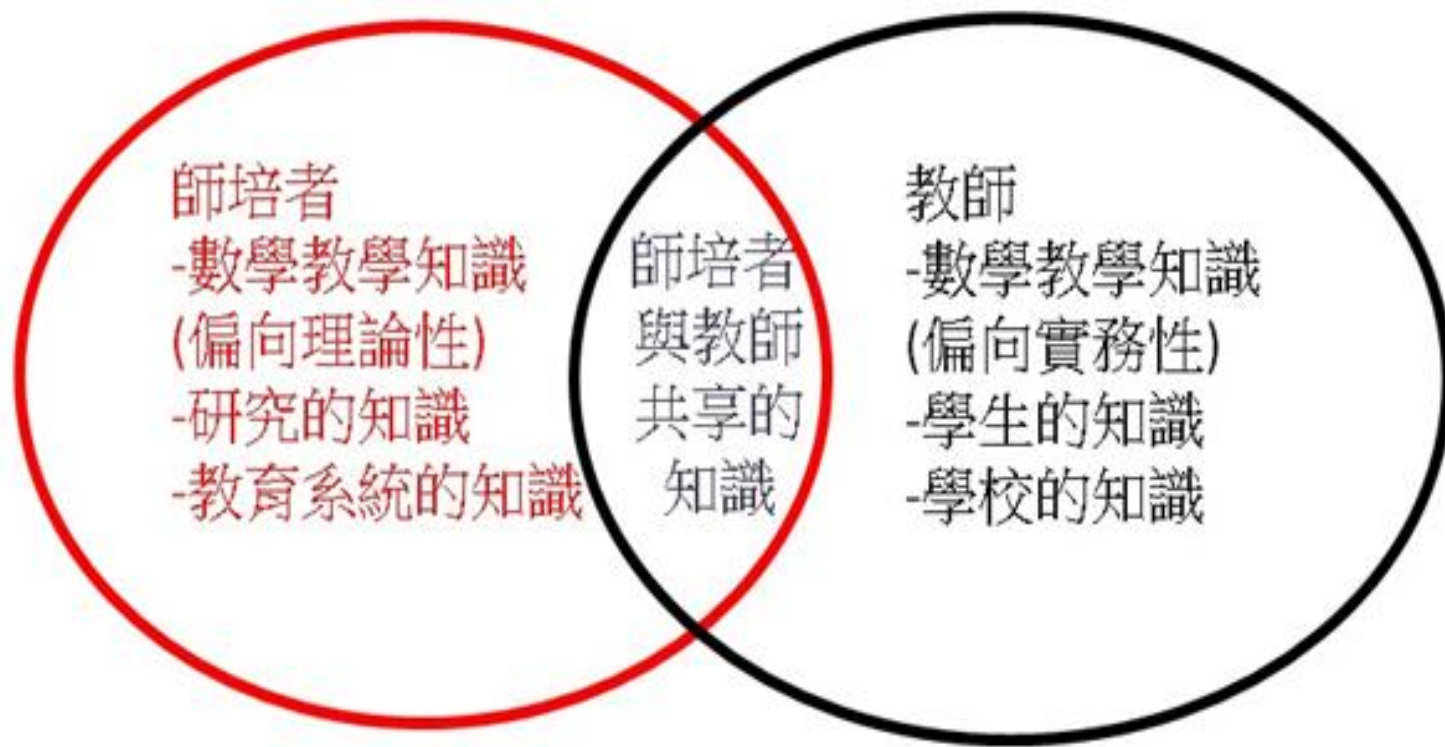 師培者
-數學教學知識
(偏向理論性)
-研究的知識
-教育系統的知識
師培者
與教師
共享的
知識
教師
-數學教學知識
(偏向實務性)
-學生的知識
-學校的知識